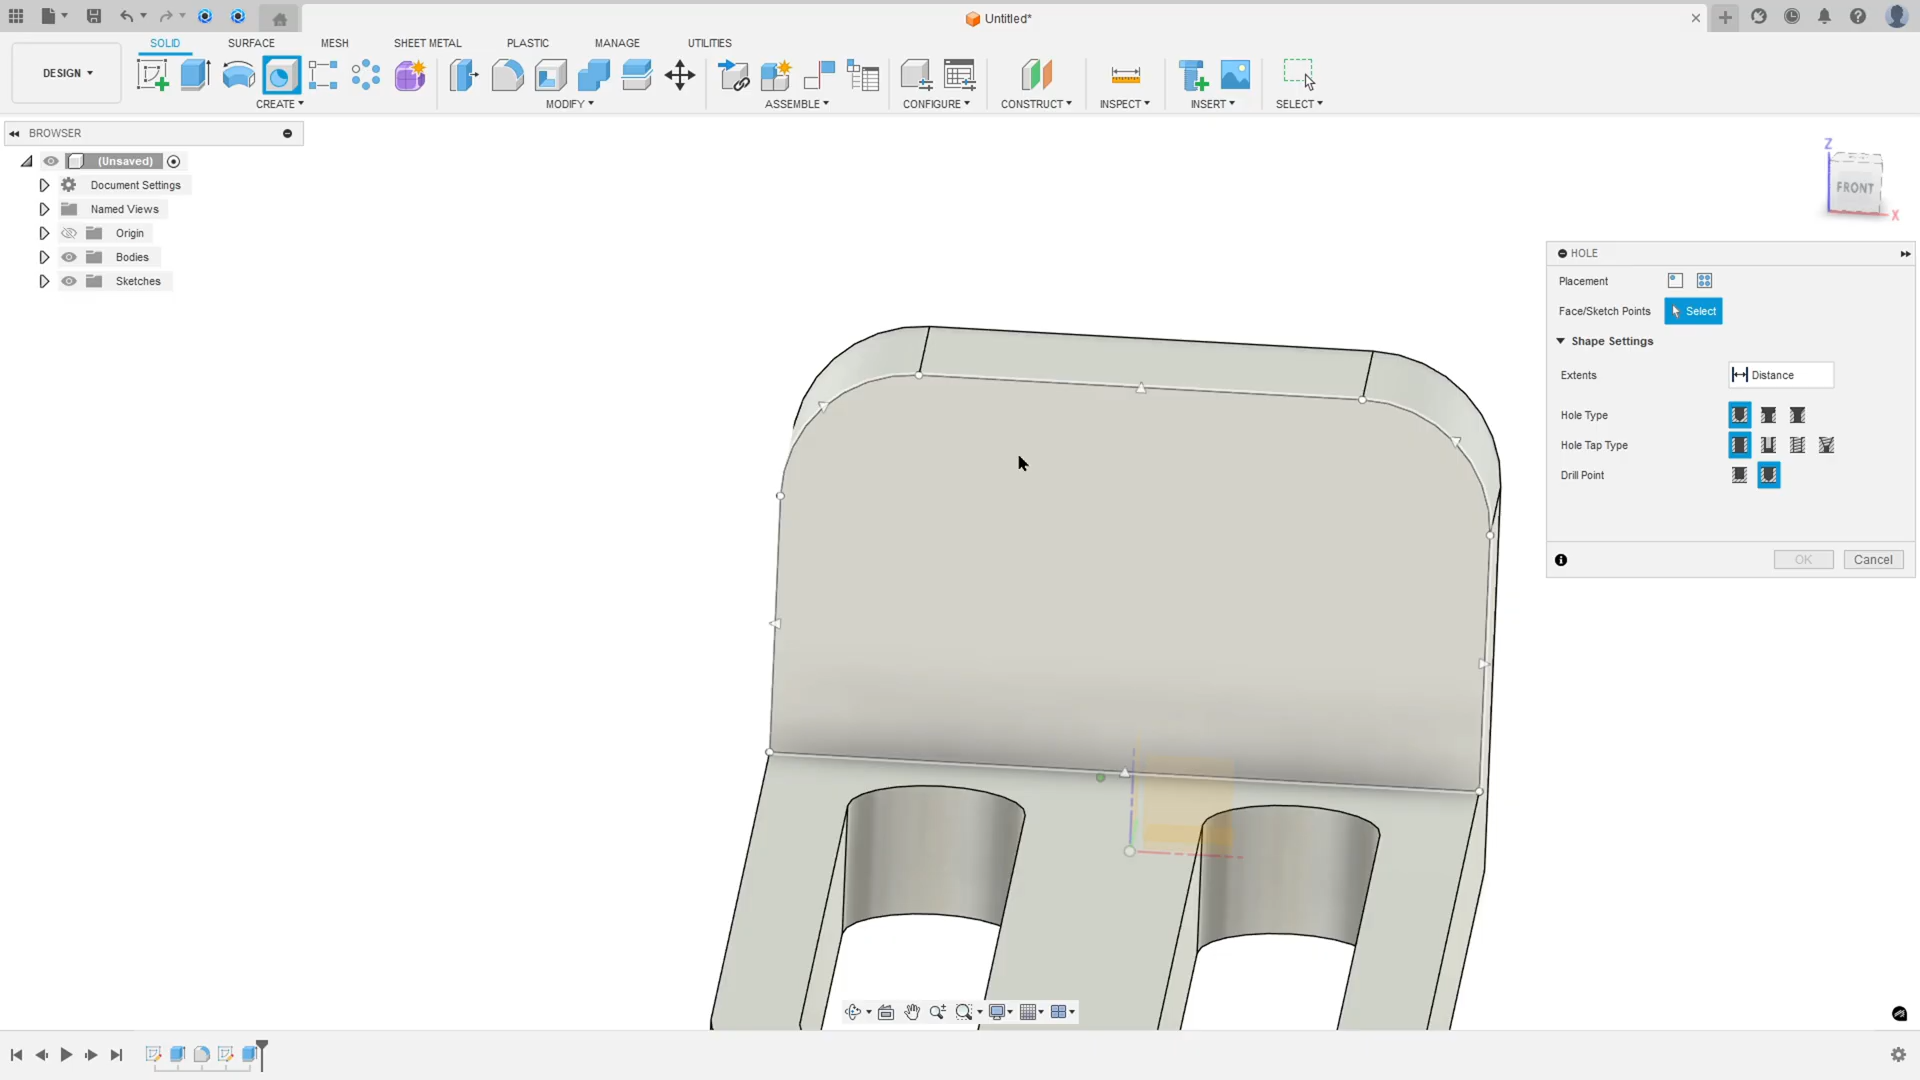 Untitled*
DESIGN
SOLID SURFACE MESH SHEET METAL PLASTIC MANAGE UTILITIES
CREATE MODIFY ASSEMBLE CONFIGURE CONSTRUCT INSPECT INSERT SELECT
BROWSER
(Unsaved)
Document Settings
Named Views
Origin
Bodies
Sketches
Z
FRONT
X
HOLE
Placement
Face/Sketch Points Select
Shape Settings
Extents Distance
Hole Type
Hole Tap Type
Drill Point
OK Cancel